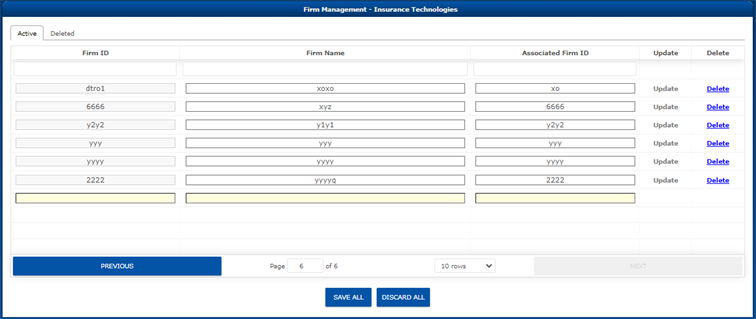 Firm Management - Insurance Technologies
Active Deleted
Firm ID Firm Name Associated Firm ID Update Delete
dtro1 xoxo xo Update Delete
6666 xyz 6666 Update Delete
y2y2 y1y1 y2y2 Update Delete
yyy yyy yyy Update Delete
yyyy yyyy yyyy Update Delete
2222 yyyyq 2222 Update Delete
PREVIOUS Page 6 of 6 10 rows NEXT
SAVE ALL DISCARD ALL